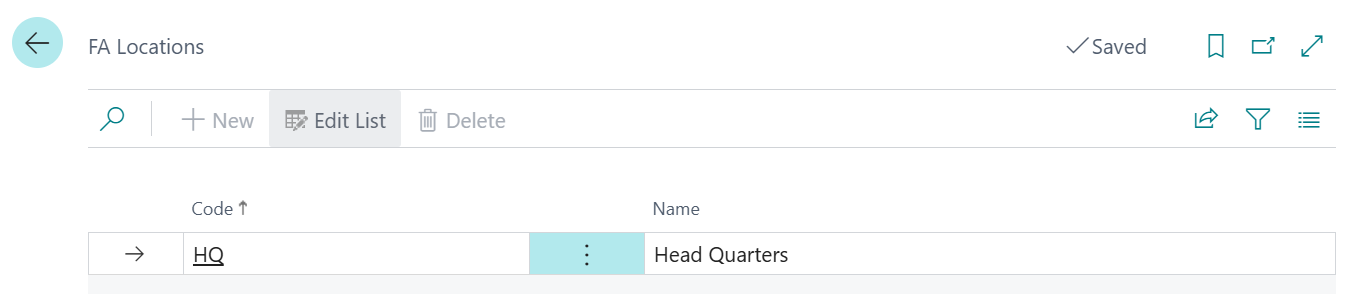 FA Locations
Saved
New
Edit List
Delete
Code ↑
Name
HQ
Head Quarters